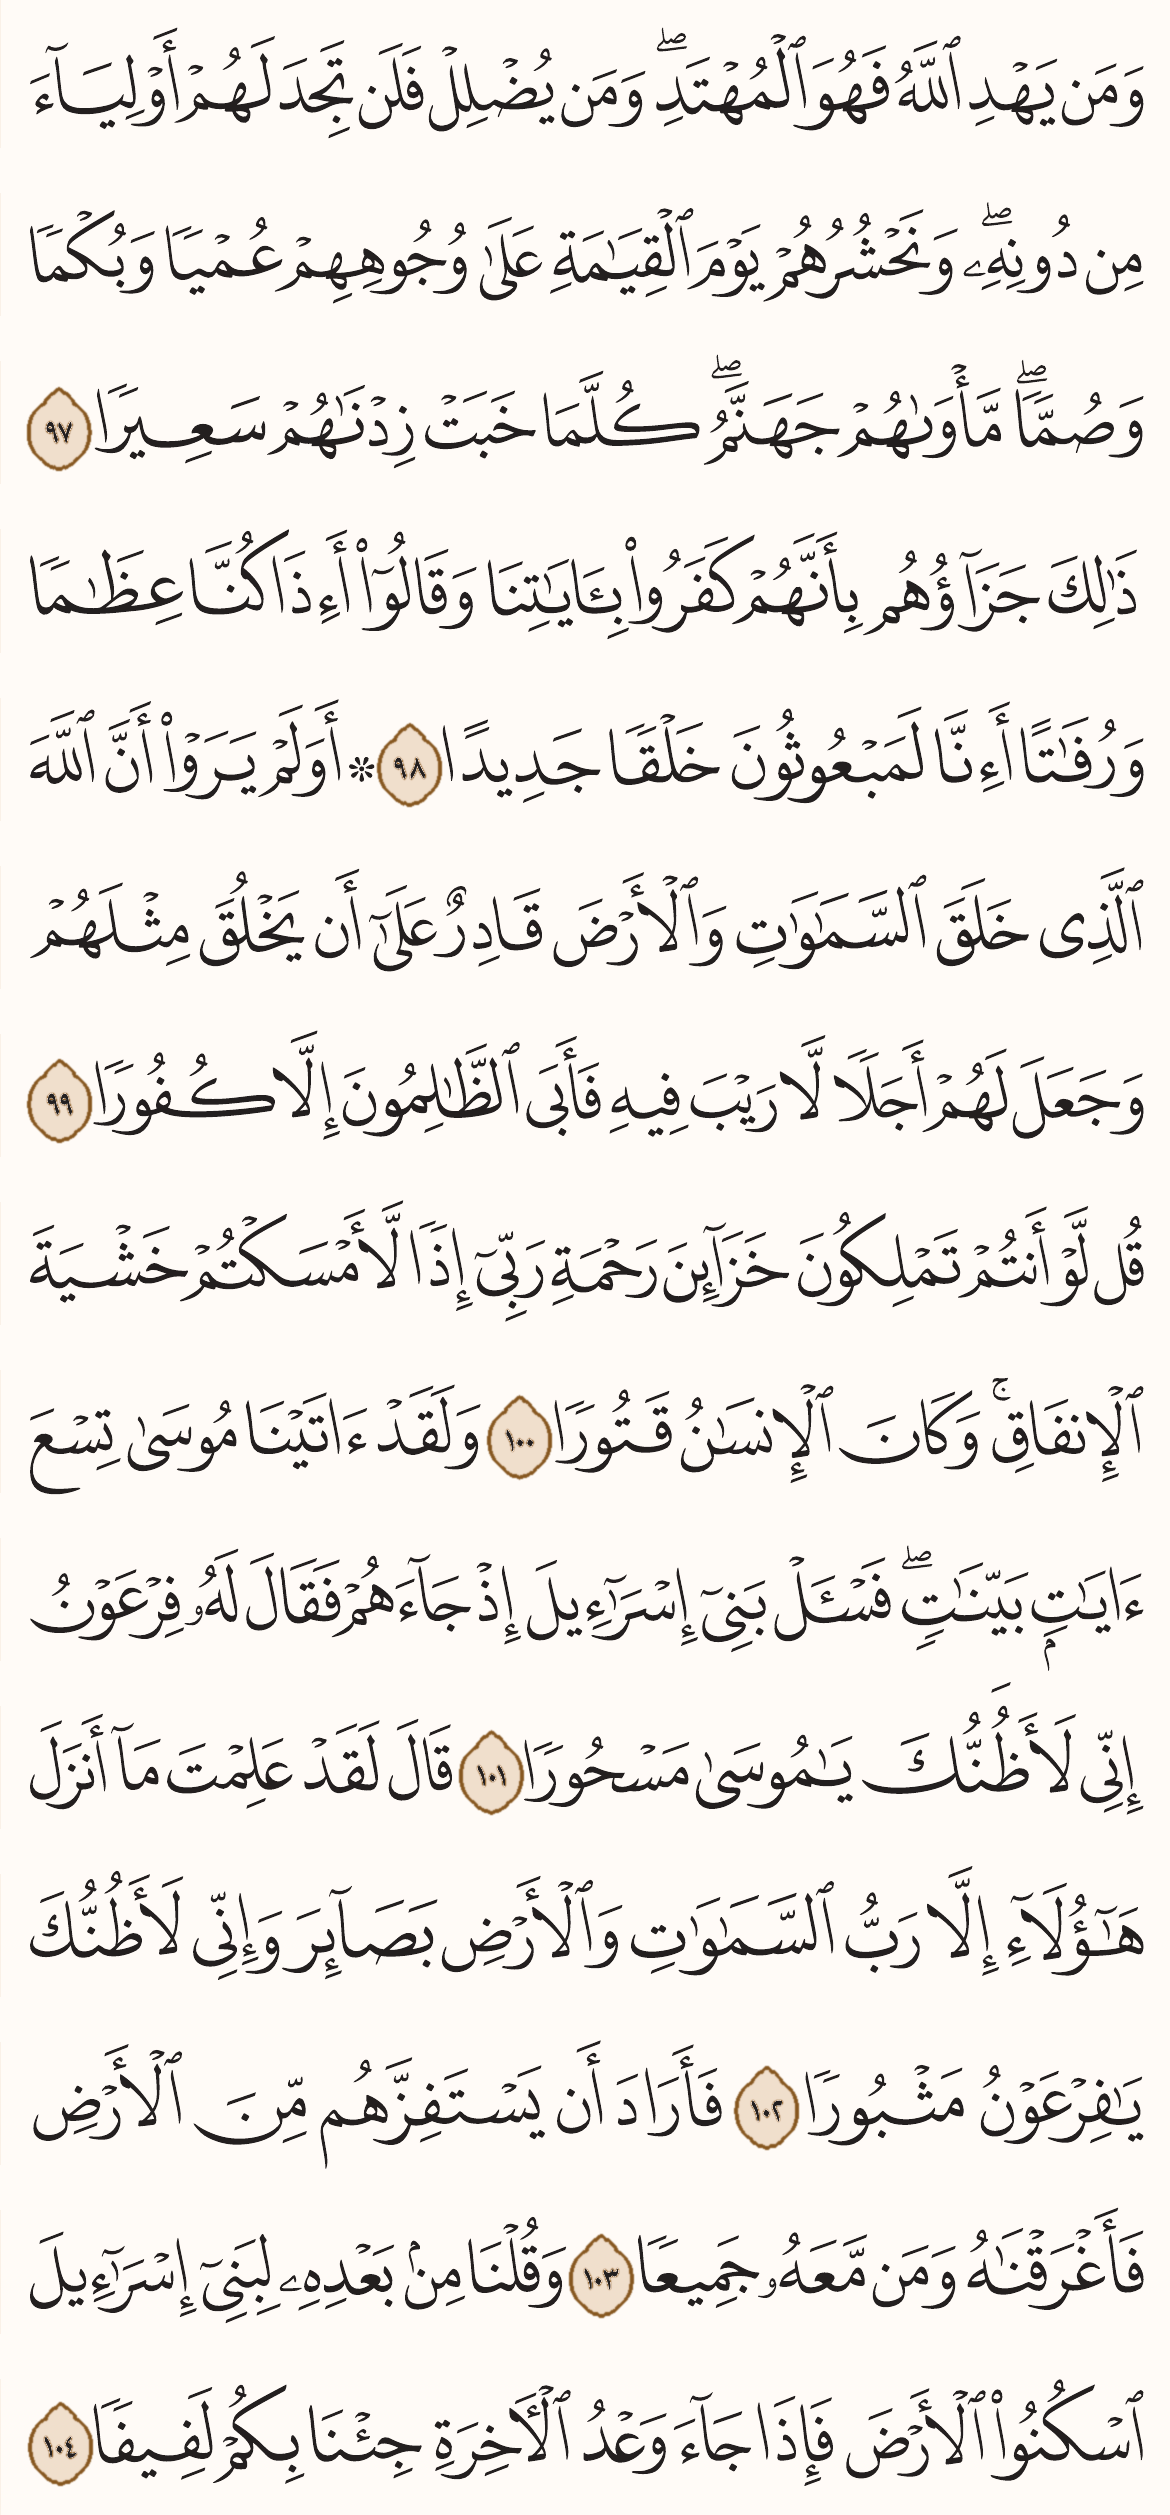 وَمَن يَهْدِ ٱللَّهُ فَهُوَ ٱلْمُهْتَدِ ۖ وَمَن يُضْلِلْ فَلَن تَجِدَ لَهُمْ أَوْلِيَآءَ
مِن دُونِهِۦ ۖ وَنَحْشُرُهُمْ يَوْمَ ٱلْقِيَـٰمَةِ عَلَىٰ وُجُوهِهِمْ عُمْيًا وَبُكْمًا
وَصُمًّا ۖ مَّأْوَىٰهُمْ جَهَنَّمُ ۖ كُلَّمَا خَبَتْ زِدْنَـٰهُمْ سَعِيرًا ٩٧
ذَٰلِكَ جَزَآؤُهُم بِأَنَّهُمْ كَفَرُوا۟ بِـَٔايَـٰتِنَا وَقَالُوٓا۟ أَءِذَا كُنَّا عِظَـٰمًا
وَرُفَـٰتًا أَءِنَّا لَمَبْعُوثُونَ خَلْقًا جَدِيدًا ٩٨ ۞ أَوَلَمْ يَرَوْا۟ أَنَّ ٱللَّهَ
ٱلَّذِى خَلَقَ ٱلسَّمَـٰوَٰتِ وَٱلْأَرْضَ قَادِرٌ عَلَىٰٓ أَن يَخْلُقَ مِثْلَهُمْ
وَجَعَلَ لَهُمْ أَجَلًا لَّا رَيْبَ فِيهِ فَأَبَى ٱلظَّـٰلِمُونَ إِلَّا كُفُورًا ٩٩
قُل لَّوْ أَنتُمْ تَمْلِكُونَ خَزَآئِنَ رَحْمَةِ رَبِّىٓ إِذًا لَّأَمْسَكْتُمْ خَشْيَةَ
ٱلْإِنفَاقِ ۚ وَكَانَ ٱلْإِنسَـٰنُ قَتُورًا ١٠٠ وَلَقَدْ ءَاتَيْنَا مُوسَىٰ تِسْعَ
ءَايَـٰتٍۭ بَيِّنَـٰتٍ ۖ فَسْـَٔلْ بَنِىٓ إِسْرَٰٓءِيلَ إِذْ جَآءَهُمْ فَقَالَ لَهُۥ فِرْعَوْنُ
إِنِّى لَأَظُنُّكَ يَـٰمُوسَىٰ مَسْحُورًا ١٠١ قَالَ لَقَدْ عَلِمْتَ مَآ أَنزَلَ
هَـٰٓؤُلَآءِ إِلَّا رَبُّ ٱلسَّمَـٰوَٰتِ وَٱلْأَرْضِ بَصَآئِرَ وَإِنِّى لَأَظُنُّكَ
يَـٰفِرْعَوْنُ مَثْبُورًا ١٠٢ فَأَرَادَ أَن يَسْتَفِزَّهُم مِّنَ ٱلْأَرْضِ
فَأَغْرَقْنَـٰهُ وَمَن مَّعَهُۥ جَمِيعًا ١٠٣ وَقُلْنَا مِنۢ بَعْدِهِۦ لِبَنِىٓ إِسْرَٰٓءِيلَ
ٱسْكُنُوا۟ ٱلْأَرْضَ فَإِذَا جَآءَ وَعْدُ ٱلْـَٔاخِرَةِ جِئْنَا بِكُمْ لَفِيفًا ١٠٤